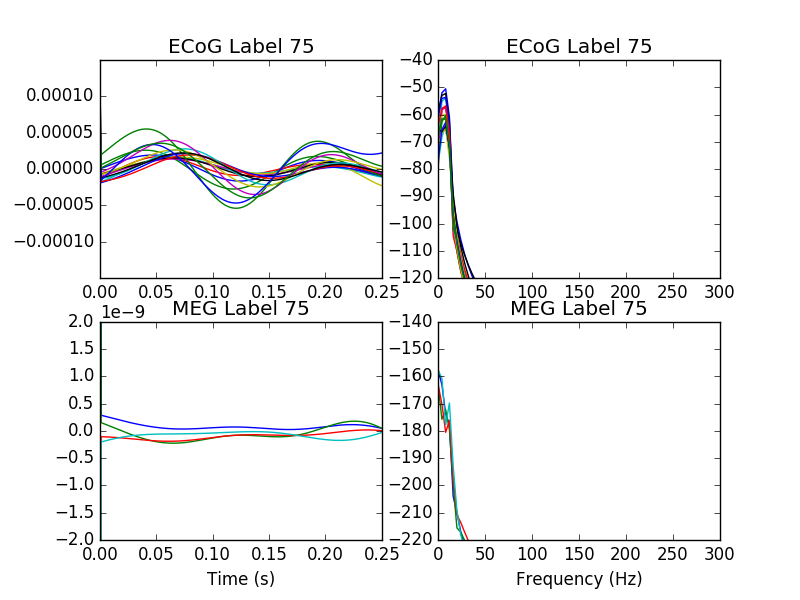 ECoG Label 75
0.00010
0.00005
0.00000
−0.00005
−0.00010
0.00 0.05 0.10 0.15 0.20 0.25
ECoG Label 75
−40
−50
−60
−70
−80
−90
−100
−110
−120
0 50 100 150 200 250 300
MEG Label 75
1e−9
2.0
1.5
1.0
0.5
0.0
−0.5
−1.0
−1.5
−2.0
0.00 0.05 0.10 0.15 0.20 0.25
Time (s)
MEG Label 75
−140
−150
−160
−170
−180
−190
−200
−210
−220
0 50 100 150 200 250 300
Frequency (Hz)